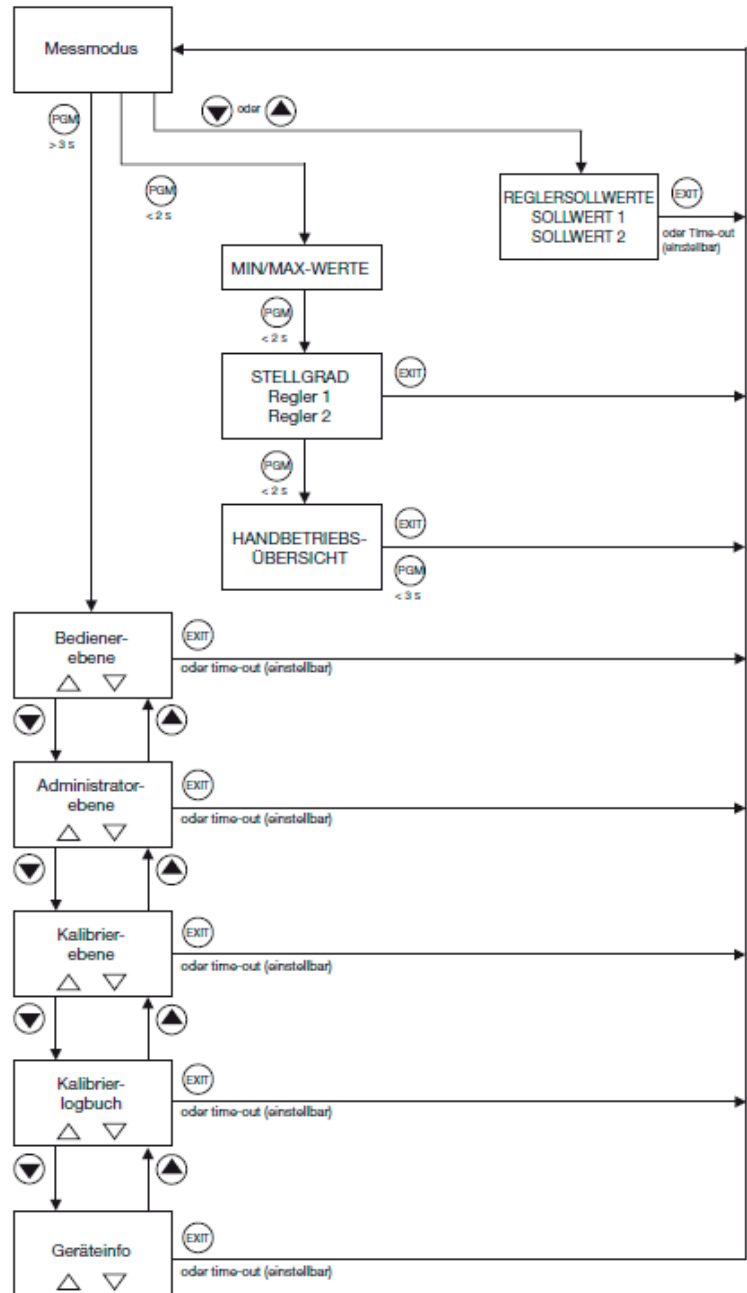 Messmodus
PGM
> 3 s
PGM
< 2 s
oder
REGLERSOLLWERTE
SOLLWERT 1
SOLLWERT 2
EXIT
oder Time-out
(einstellbar)
MIN/MAX-WERTE
PGM
< 2 s
STELLGRAD
Regler 1
Regler 2
EXIT
PGM
< 2 s
HANDBETRIEBS-
ÜBERSICHT
EXIT
PGM
< 3 s
Bediener-
ebene
EXIT
oder time-out (einstellbar)
Administrator-
ebene
EXIT
oder time-out (einstellbar)
Kalibrier-
ebene
EXIT
oder time-out (einstellbar)
Kalibrier-
logbuch
EXIT
oder time-out (einstellbar)
Geräteinfo
EXIT
oder time-out (einstellbar)